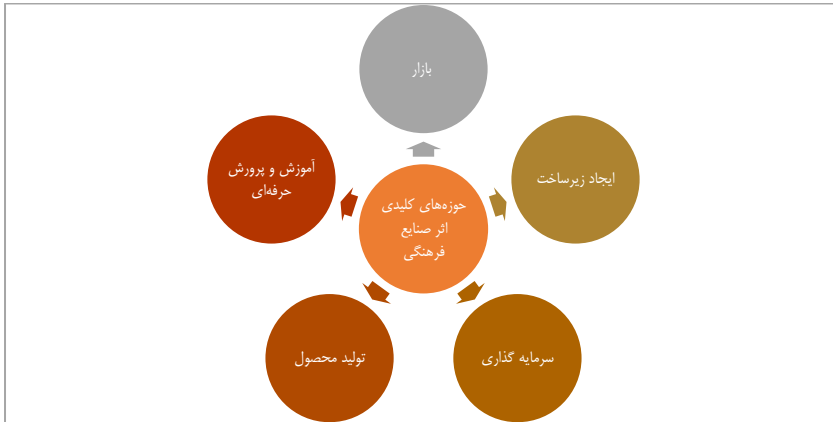 بازار
ایجاد زیرساخت
آموزش و پرورش
حرفه‌ای
حوزه‌های کلیدی
اثر صنایع
فرهنگی
سرمایه گذاری
تولید محصول